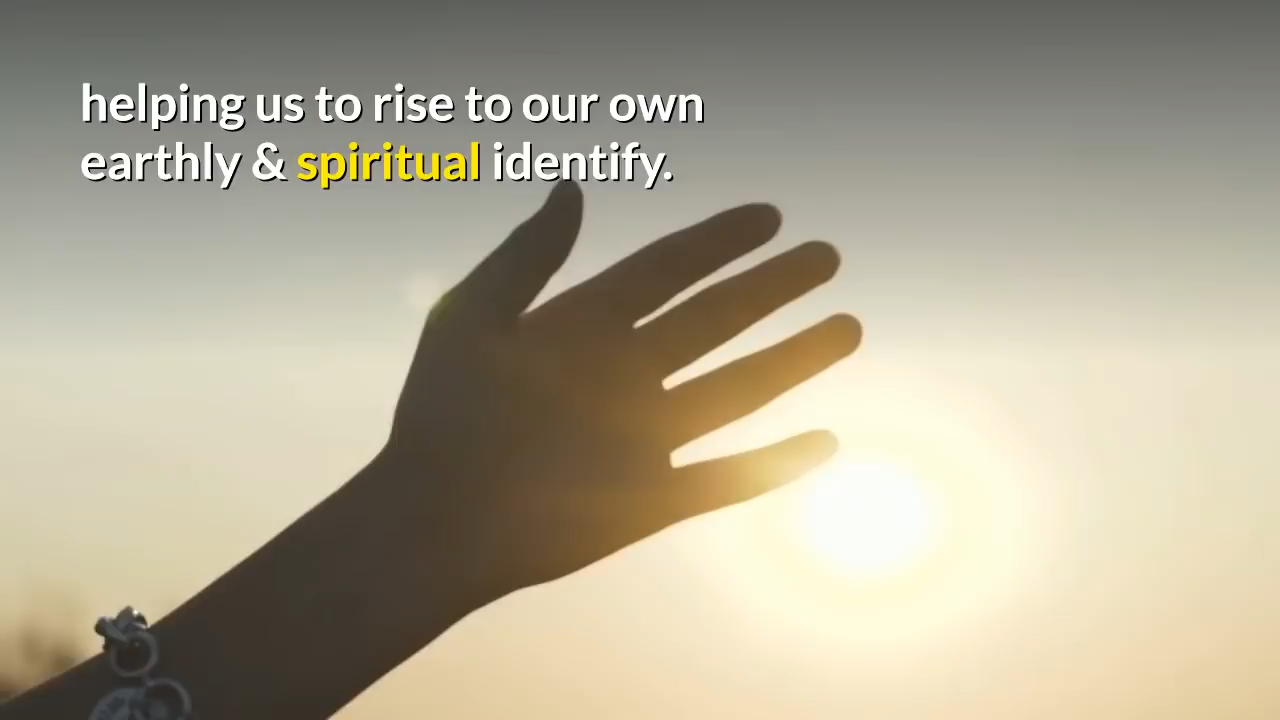 helping us to rise to our own
earthly & spiritual identify.